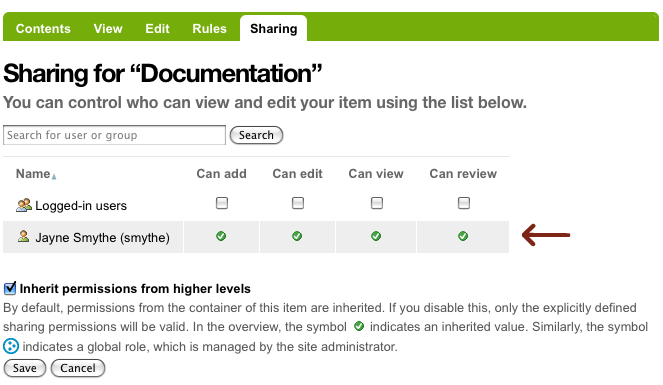 Contents View Edit Rules Sharing
Sharing for “Documentation”
You can control who can view and edit your item using the list below.
Search for user or group Search
Name Can add Can edit Can view Can review
Logged-in users
Jayne Smythe (smythe)
Inherit permissions from higher levels
By default, permissions from the container of this item are inherited. If you disable this, only the explicitly defined
sharing permissions will be valid. In the overview, the symbol indicates an inherited value. Similarly, the symbol
indicates a global role, which is managed by the site administrator.
Save Cancel